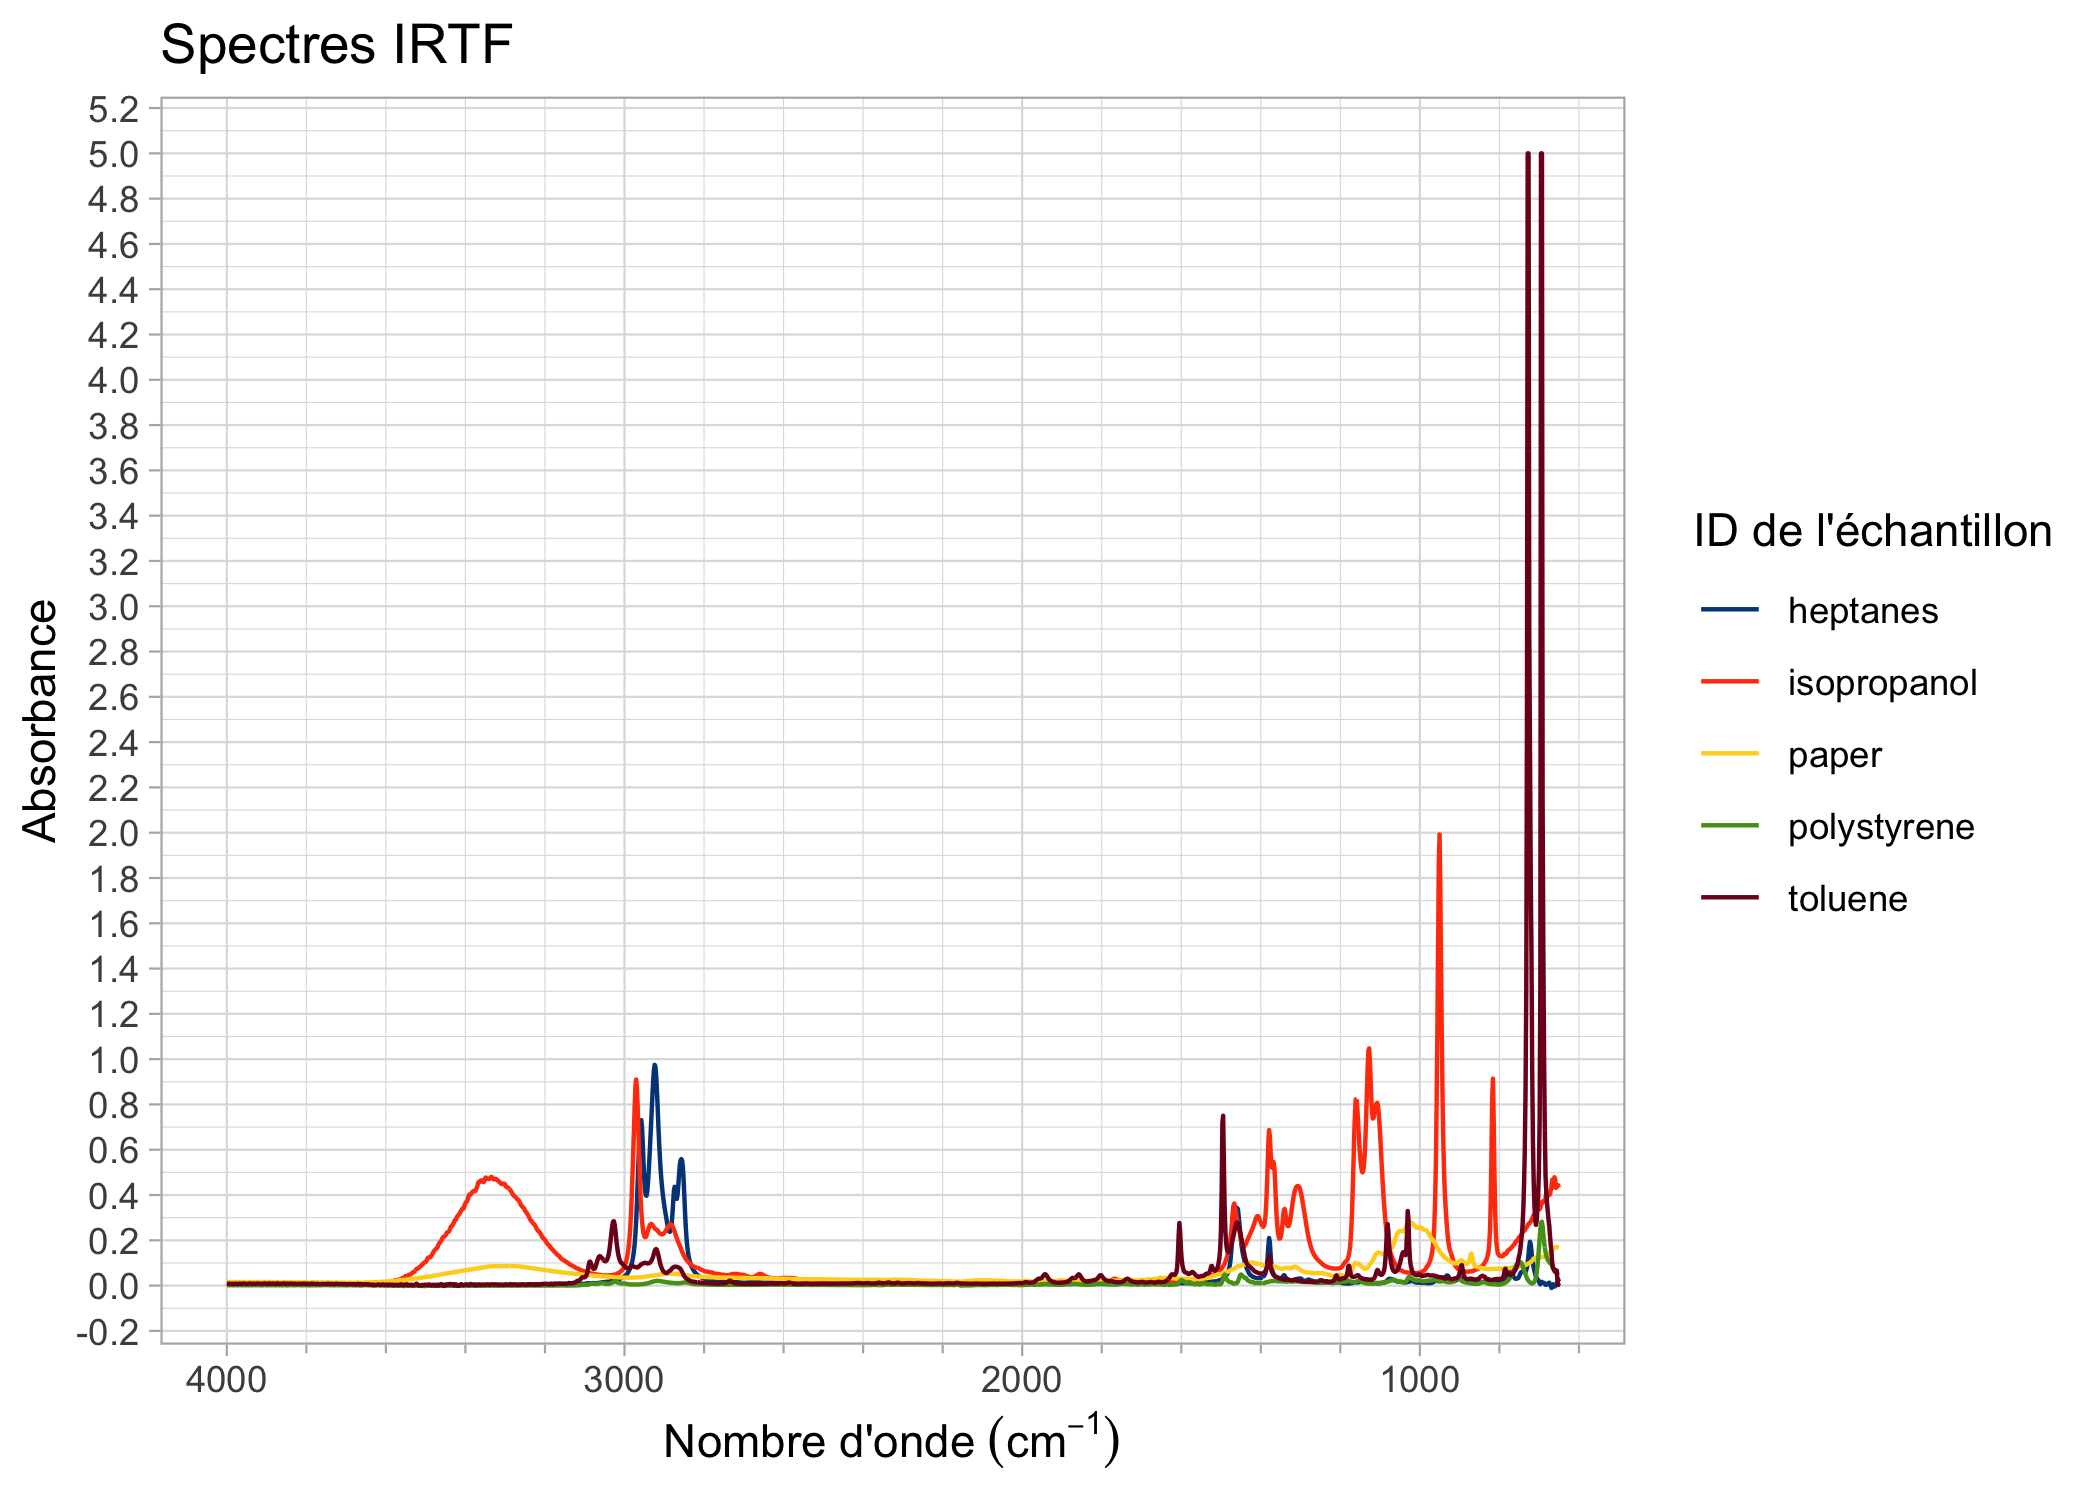 Spectres IRTF
5.2
5.0
4.8
4.6
4.4
4.2
4.0
3.8
3.6
3.4
3.2
3.0
2.8
2.6
2.4
2.2
2.0
1.8
1.6
1.4
1.2
1.0
0.8
0.6
0.4
0.2
0.0
-0.2
Absorbance
4000 3000 2000 1000
Nombre d'onde (cm⁻¹)
ID de l'échantillon
heptanes
isopropanol
paper
polystyrene
toluene